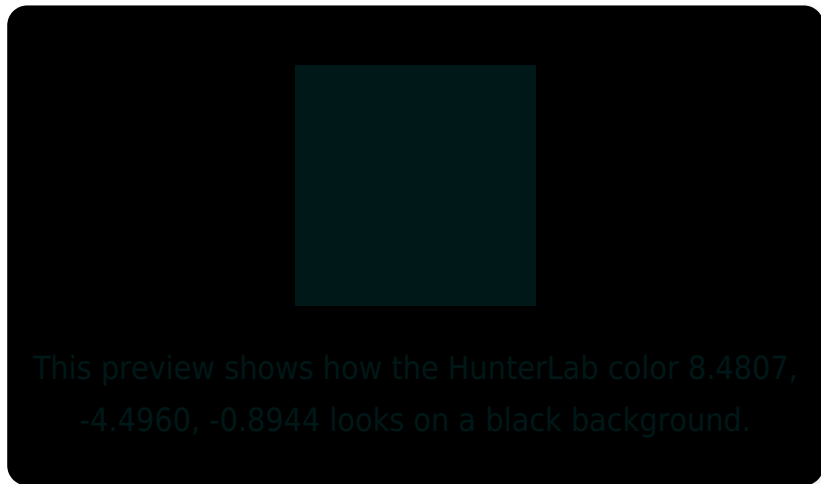 This preview shows how the HunterLab color 8.4807,
-4.4960, -0.8944 looks on a black background.